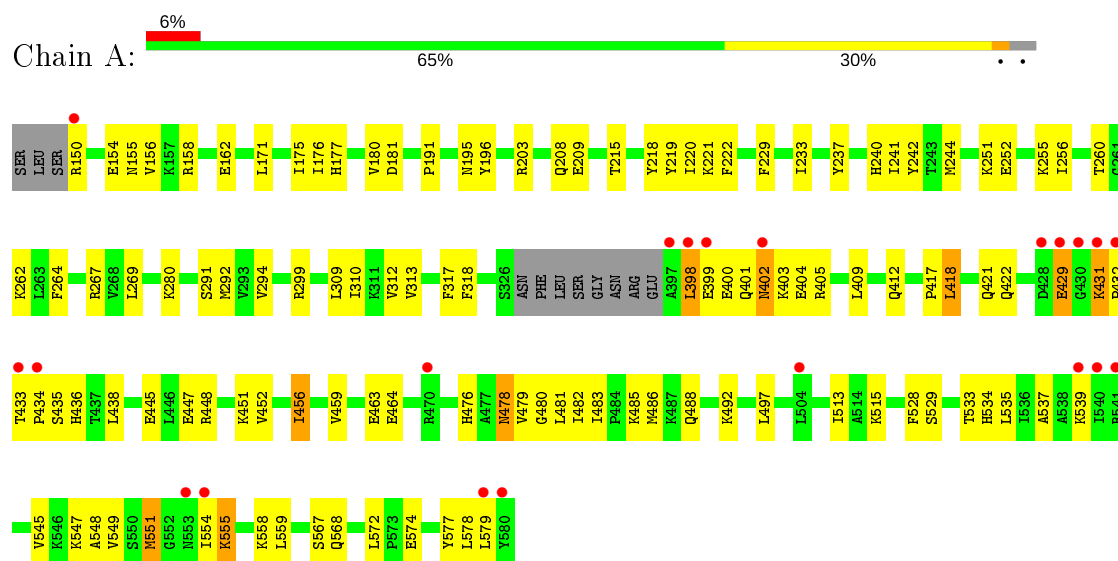 6%
Chain A:
65% 30% • •
SER LEU SER R150 E154 N155 V156 K157 R158 E162 L171 I175 I176 H177 V180 D181 P191 N195 Y196 R203 Q208 E209 T215 Y218 Y219 I220 K221 F222 F229 I233 Y237 H240 I241 Y242 T243 M244 K251 E252 K255 I256 T260 G261
K262 L263 F264 R267 V268 L269 K280 S291 M292 V293 V294 R299 L309 I310 K311 V312 V313 F317 F318 S326 ASN PHE LEU SER GLY ASN ARG GLU A397 L398 E399 E400 Q401 N402 K403 E404 R405 L409 Q412 P417 L418 Q421 Q422 D428 E429 G430 K431 P432
T433 P434 S435 H436 T437 L438 E445 L446 E447 R448 K451 V452 I456 V459 E463 E464 R470 H476 A477 N478 V479 G480 L481 I482 I483 P484 K485 M486 K487 Q488 K492 L497 L504 I513 A514 K515 F528 S529 T533 H534 L535 I536 A537 A538 K539 I540
V545 K546 K547 A548 V549 S550 M551 G552 N553 I554 K555 K558 L559 S567 Q568 L572 P573 E574 Y577 L578 L579 Y580